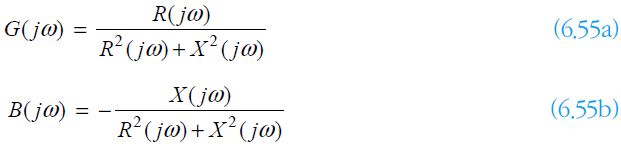 G(jω) = R(jω) / (R²(jω) + X²(jω)) (6.55a)
B(jω) = − X(jω) / (R²(jω) + X²(jω)) (6.55b)